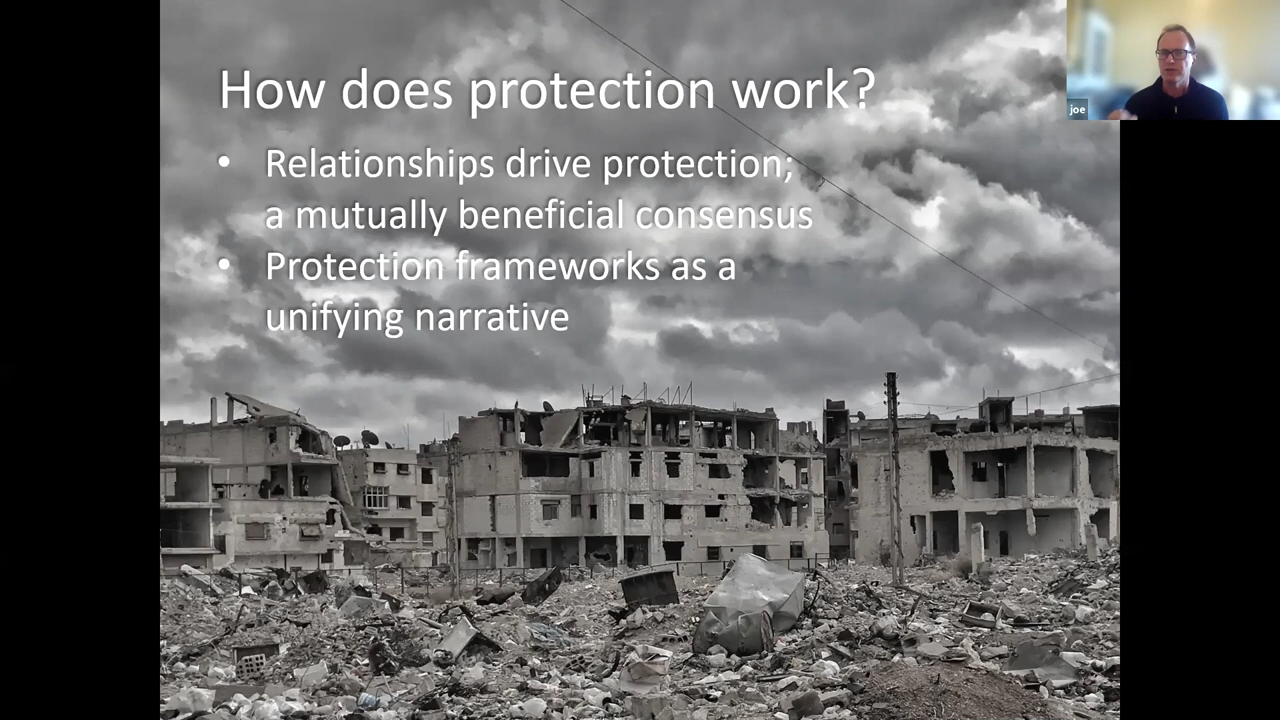 How does protection work?
• Relationships drive protection;
a mutually beneficial consensus
• Protection frameworks as a
unifying narrative
joe